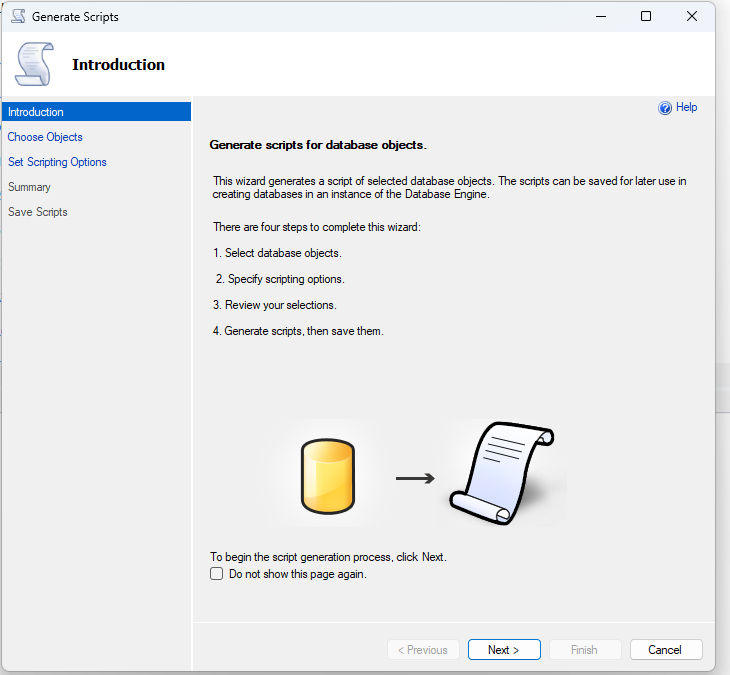 Generate Scripts
Introduction
Introduction
Choose Objects
Set Scripting Options
Summary
Save Scripts
Help
Generate scripts for database objects.
This wizard generates a script of selected database objects. The scripts can be saved for later use in
creating databases in an instance of the Database Engine.
There are four steps to complete this wizard:
1. Select database objects.
2. Specify scripting options.
3. Review your selections.
4. Generate scripts, then save them.
To begin the script generation process, click Next.
Do not show this page again.
< Previous
Next >
Finish
Cancel